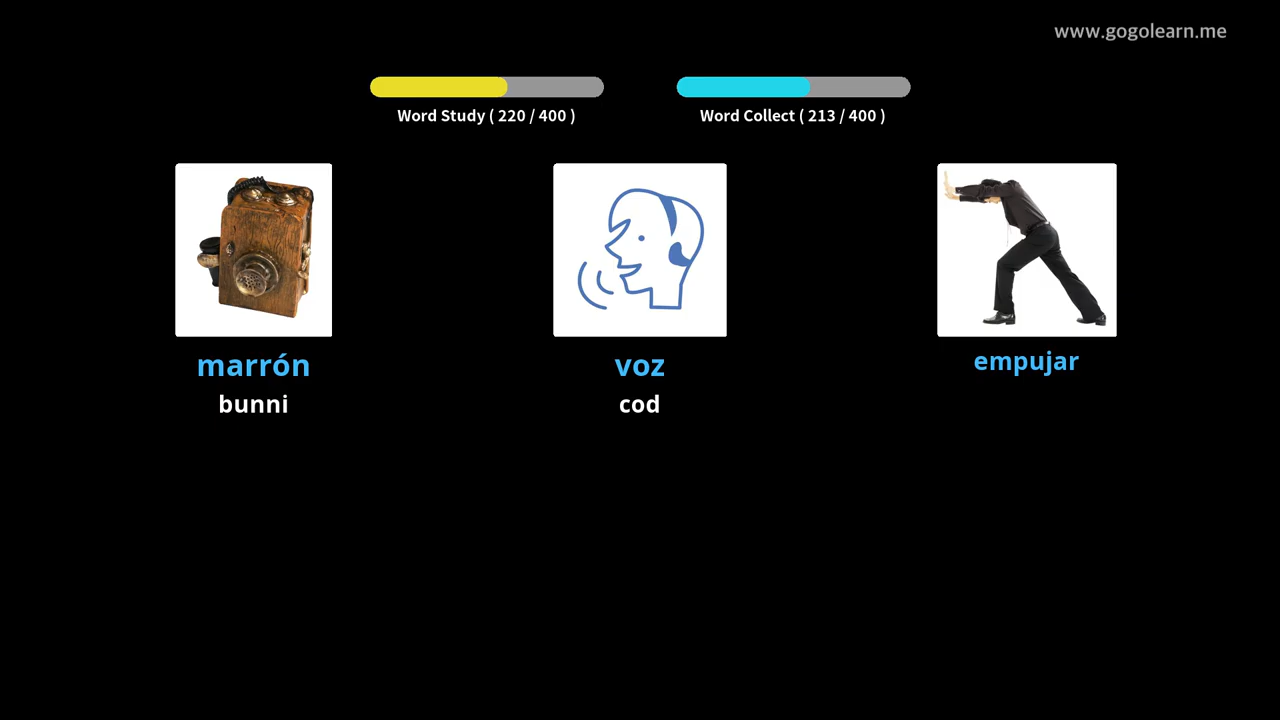 www.gogolearn.me
Word Study ( 220 / 400 )
Word Collect ( 213 / 400 )
marrón
bunni
voz
cod
empujar